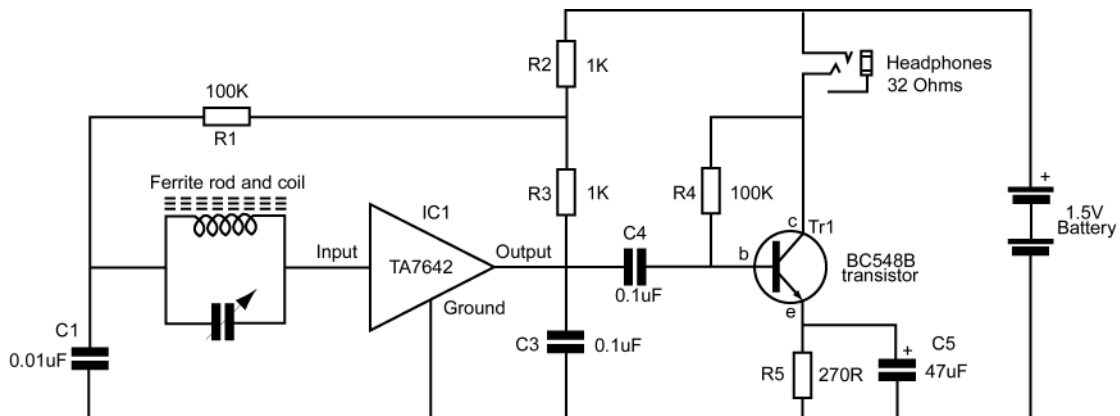 R2
1K
Headphones
32 Ohms
100K
R1
Ferrite rod and coil
R3
1K
R4
100K
+
1.5V
Battery
IC1
Input
TA7642
Output
Ground
C4
0.1uF
c
Tr1
b
BC548B
transistor
e
C1
0.01uF
C3
0.1uF
R5
270R
+
C5
47uF